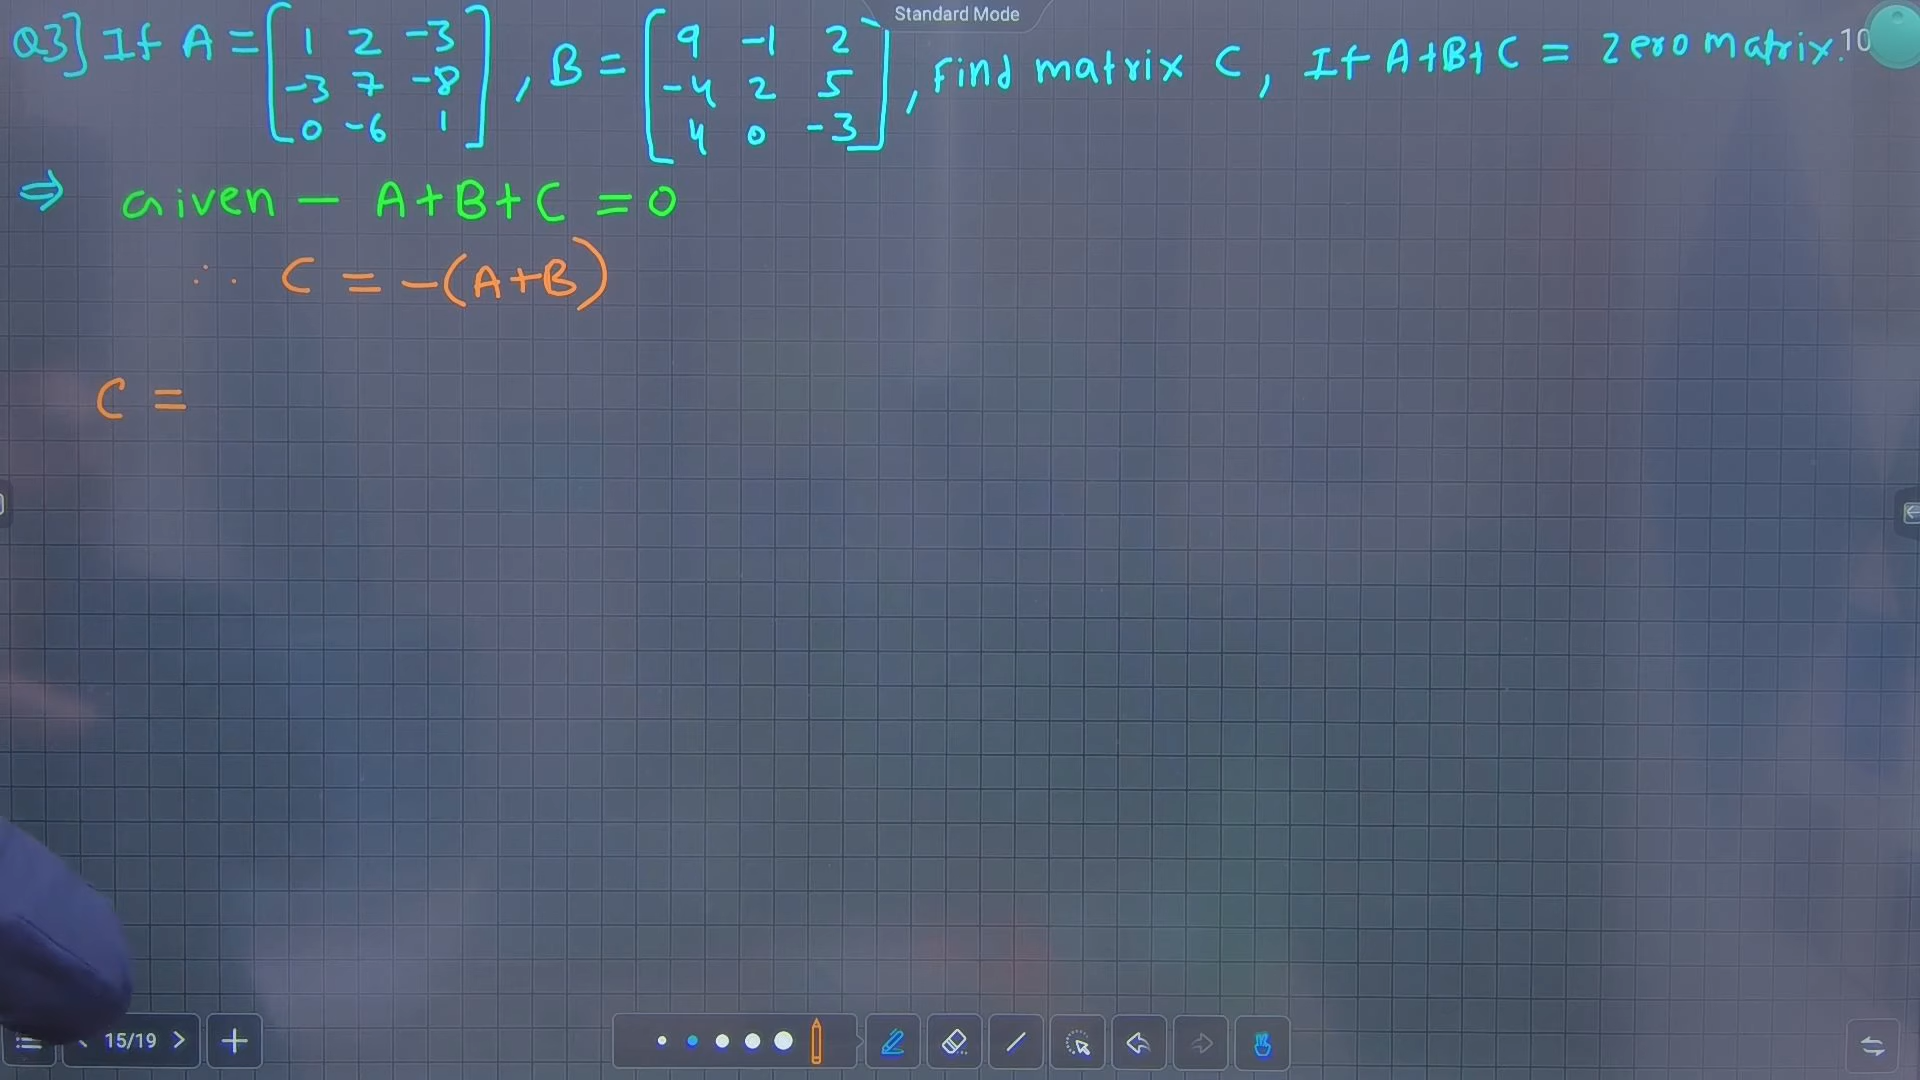 Standard Mode
Q3] If A = [1 2 -3 -3 7 -8 0 -6 1], B = [9 -1 2 -4 2 5 4 0 -3], Find matrix C, If A+B+C = zero matrix. 10
⇒ Given — A+B+C = 0
∴ C = -(A+B)
C =
15/19